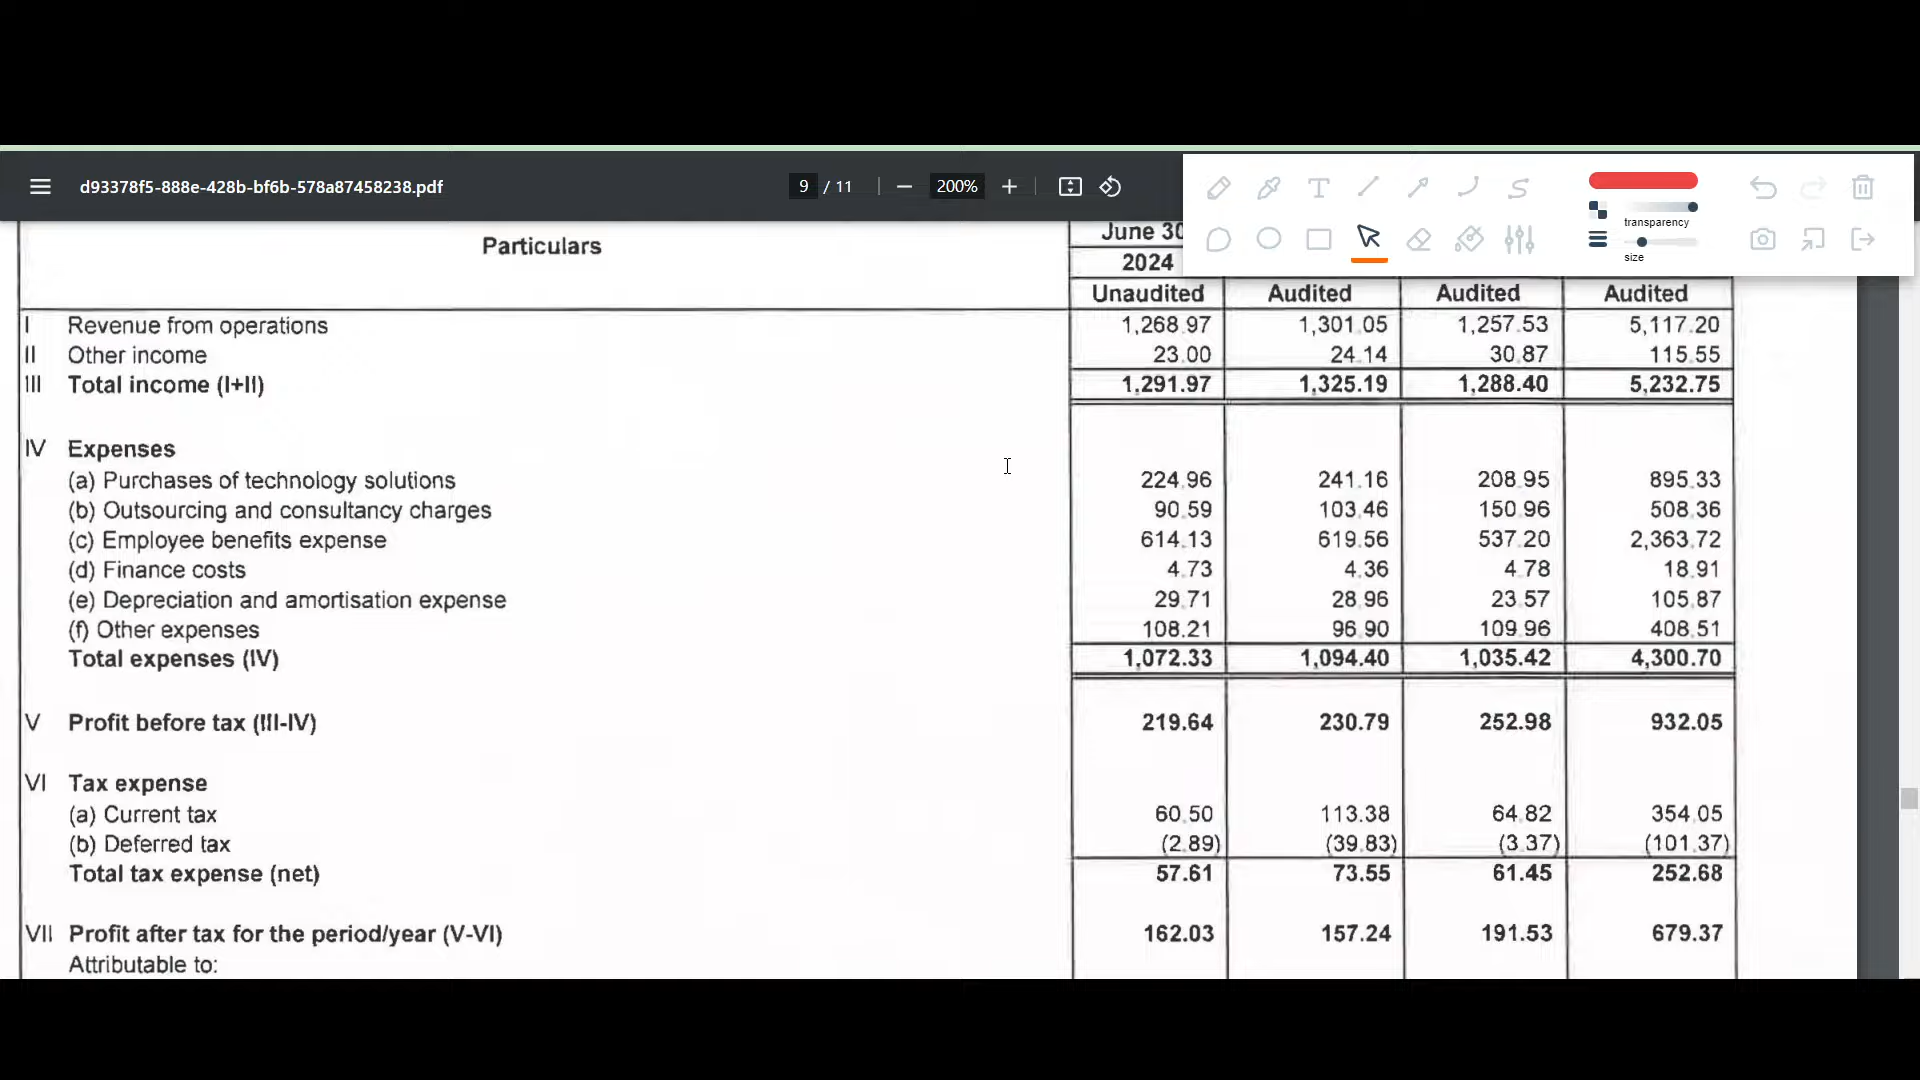 d93378f5-888e-428b-bf6b-578a87458238.pdf 9 / 11 200%
transparency
size
Particulars
June 30
2024
Unaudited Audited Audited Audited
I Revenue from operations 1,268.97 1,301.05 1,257.53 5,117.20
II Other income 23.00 24.14 30.87 115.55
III Total income (I+II) 1,291.97 1,325.19 1,288.40 5,232.75
IV Expenses
(a) Purchases of technology solutions 224.96 241.16 208.95 895.33
(b) Outsourcing and consultancy charges 90.59 103.46 150.96 508.36
(c) Employee benefits expense 614.13 619.56 537.20 2,363.72
(d) Finance costs 4.73 4.36 4.78 18.91
(e) Depreciation and amortisation expense 29.71 28.96 23.57 105.87
(f) Other expenses 108.21 96.90 109.96 408.51
Total expenses (IV) 1,072.33 1,094.40 1,035.42 4,300.70
V Profit before tax (III-IV) 219.64 230.79 252.98 932.05
VI Tax expense
(a) Current tax 60.50 113.38 64.82 354.05
(b) Deferred tax (2.89) (39.83) (3.37) (101.37)
Total tax expense (net) 57.61 73.55 61.45 252.68
VII Profit after tax for the period/year (V-VI) 162.03 157.24 191.53 679.37
Attributable to: